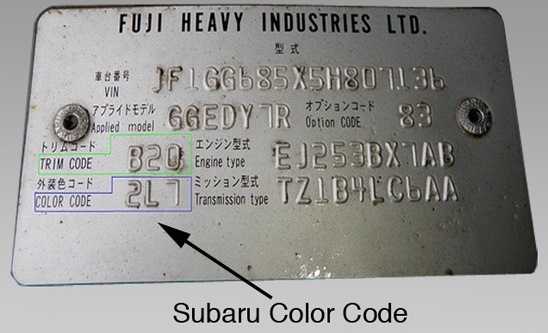 FUJI HEAVY INDUSTRIES LTD.
型式
車台番号
VIN JF1GG685X5H807136
アプライドモデル オプションコード
Applied model GGEDY7R Option CODE 83
トリムコード エンジン型式
TRIM CODE B20 Engine type EJ253BX7AB
外装色コード ミッション型式
COLOR CODE 2L7 Transmission type TZ1B4LC6AA
Subaru Color Code